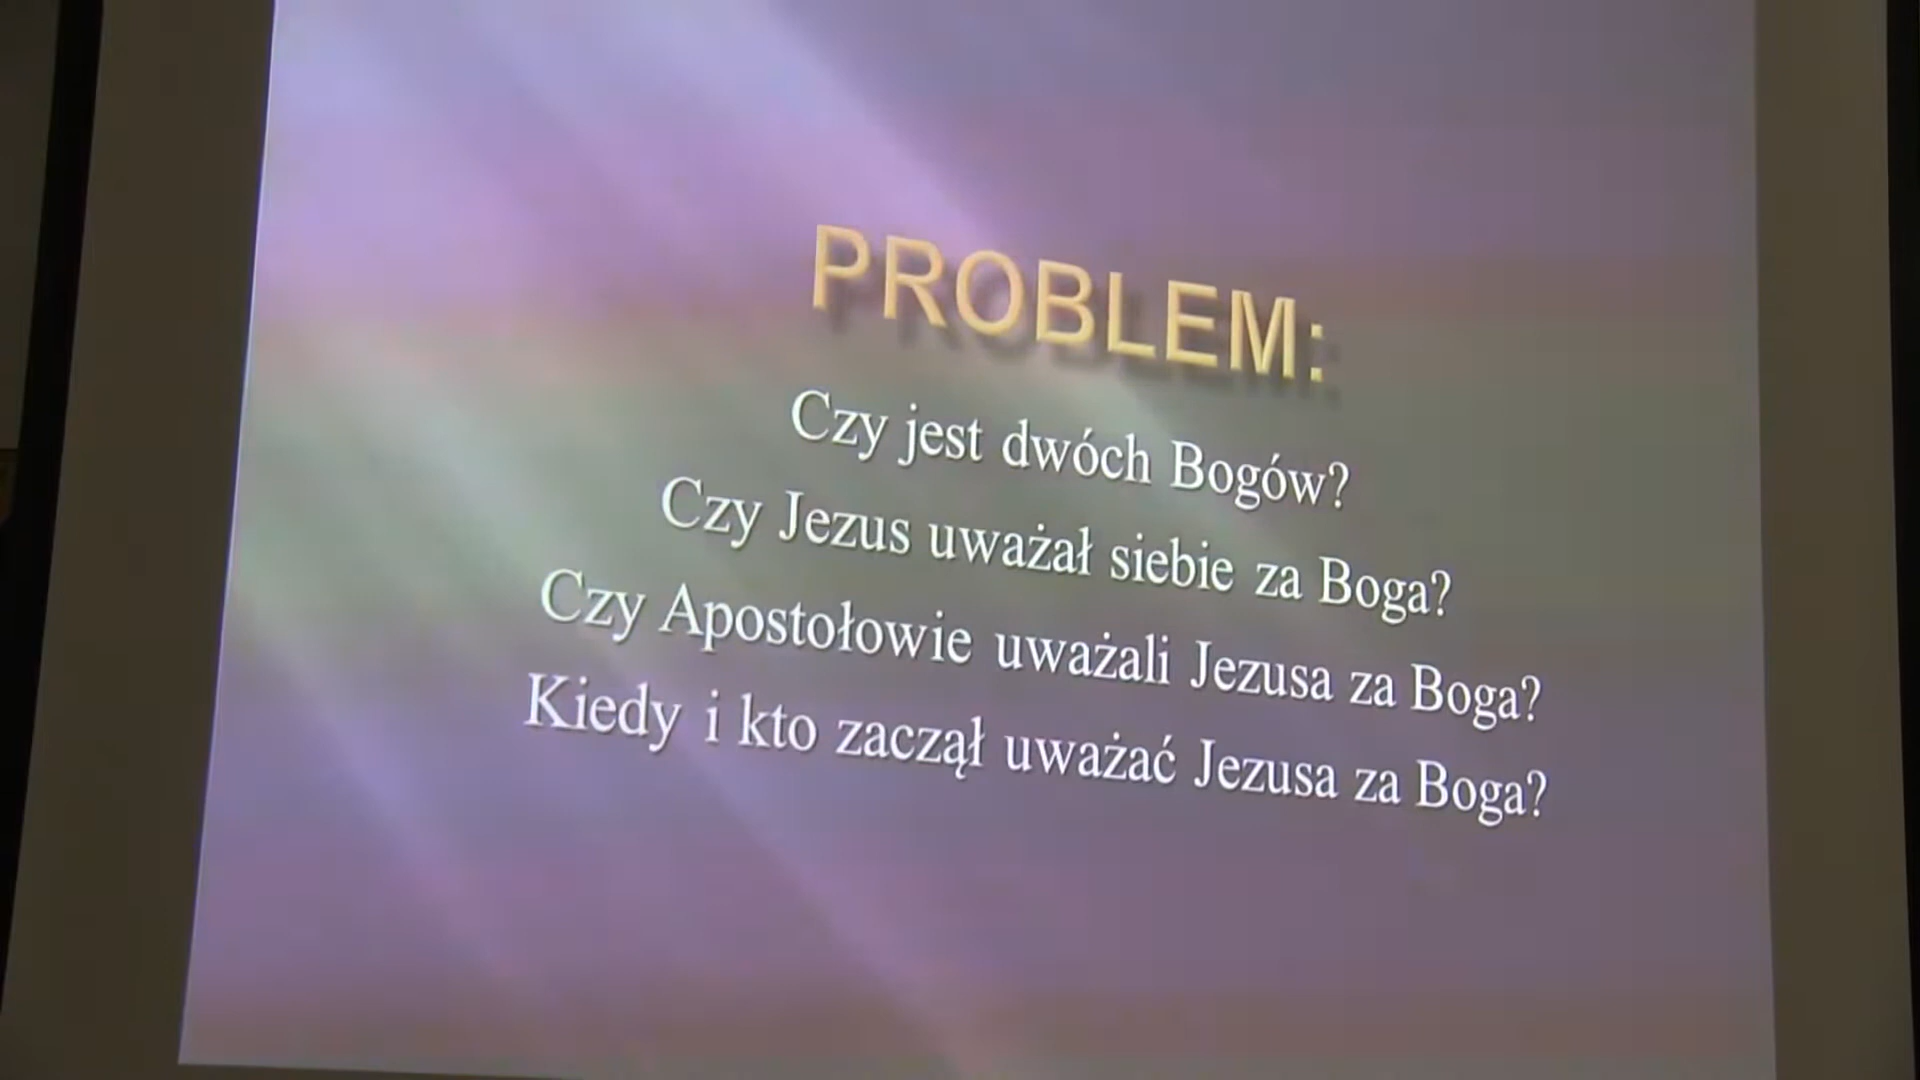 PROBLEM:
Czy jest dwóch Bogów?
Czy Jezus uważał siebie za Boga?
Czy Apostołowie uważali Jezusa za Boga?
Kiedy i kto zaczął uważać Jezusa za Boga?